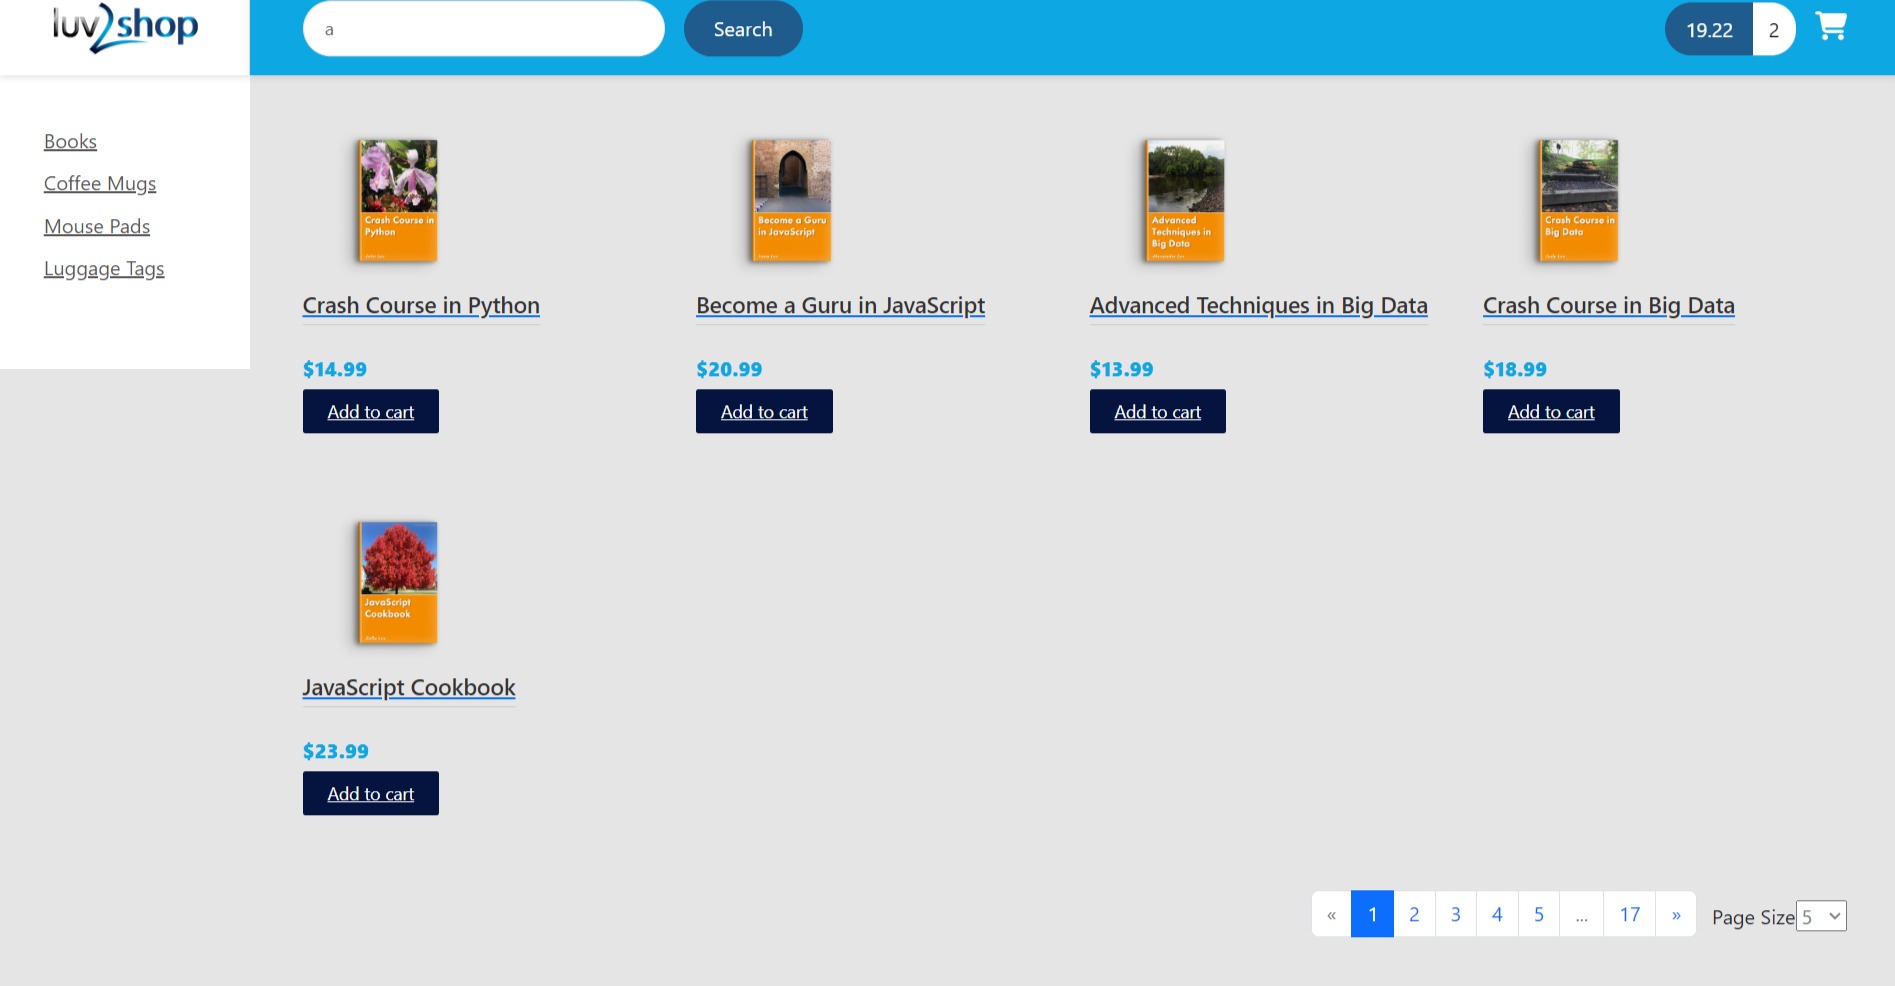 luv2shop
a
Search
19.22
2
Books
Coffee Mugs
Mouse Pads
Luggage Tags
Crash Course in
Python
Become a Guru
in JavaScript
Advanced
Techniques in
Big Data
Crash Course in
Big Data
Crash Course in Python
Become a Guru in JavaScript
Advanced Techniques in Big Data
Crash Course in Big Data
$14.99
$20.99
$13.99
$18.99
Add to cart
Add to cart
Add to cart
Add to cart
JavaScript
Cookbook
JavaScript Cookbook
$23.99
Add to cart
« 1 2 3 4 5 ... 17 »
Page Size 5